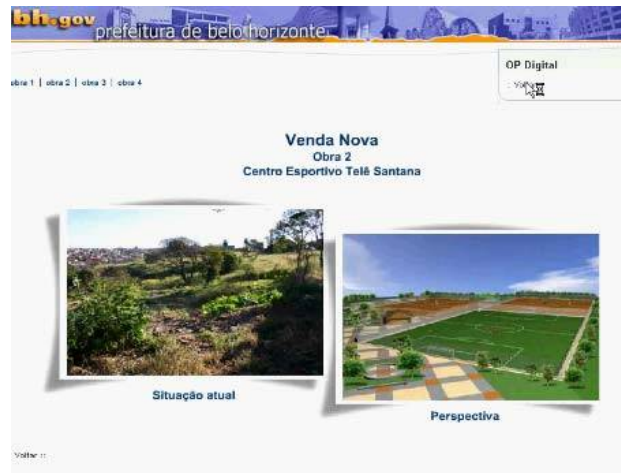 bh.gov
prefeitura de belo horizonte
OP Digital
obra 1 | obra 2 | obra 3 | obra 4
Venda Nova
Obra 2
Centro Esportivo Telê Santana
Situação atual
Perspectiva
Voltar ::